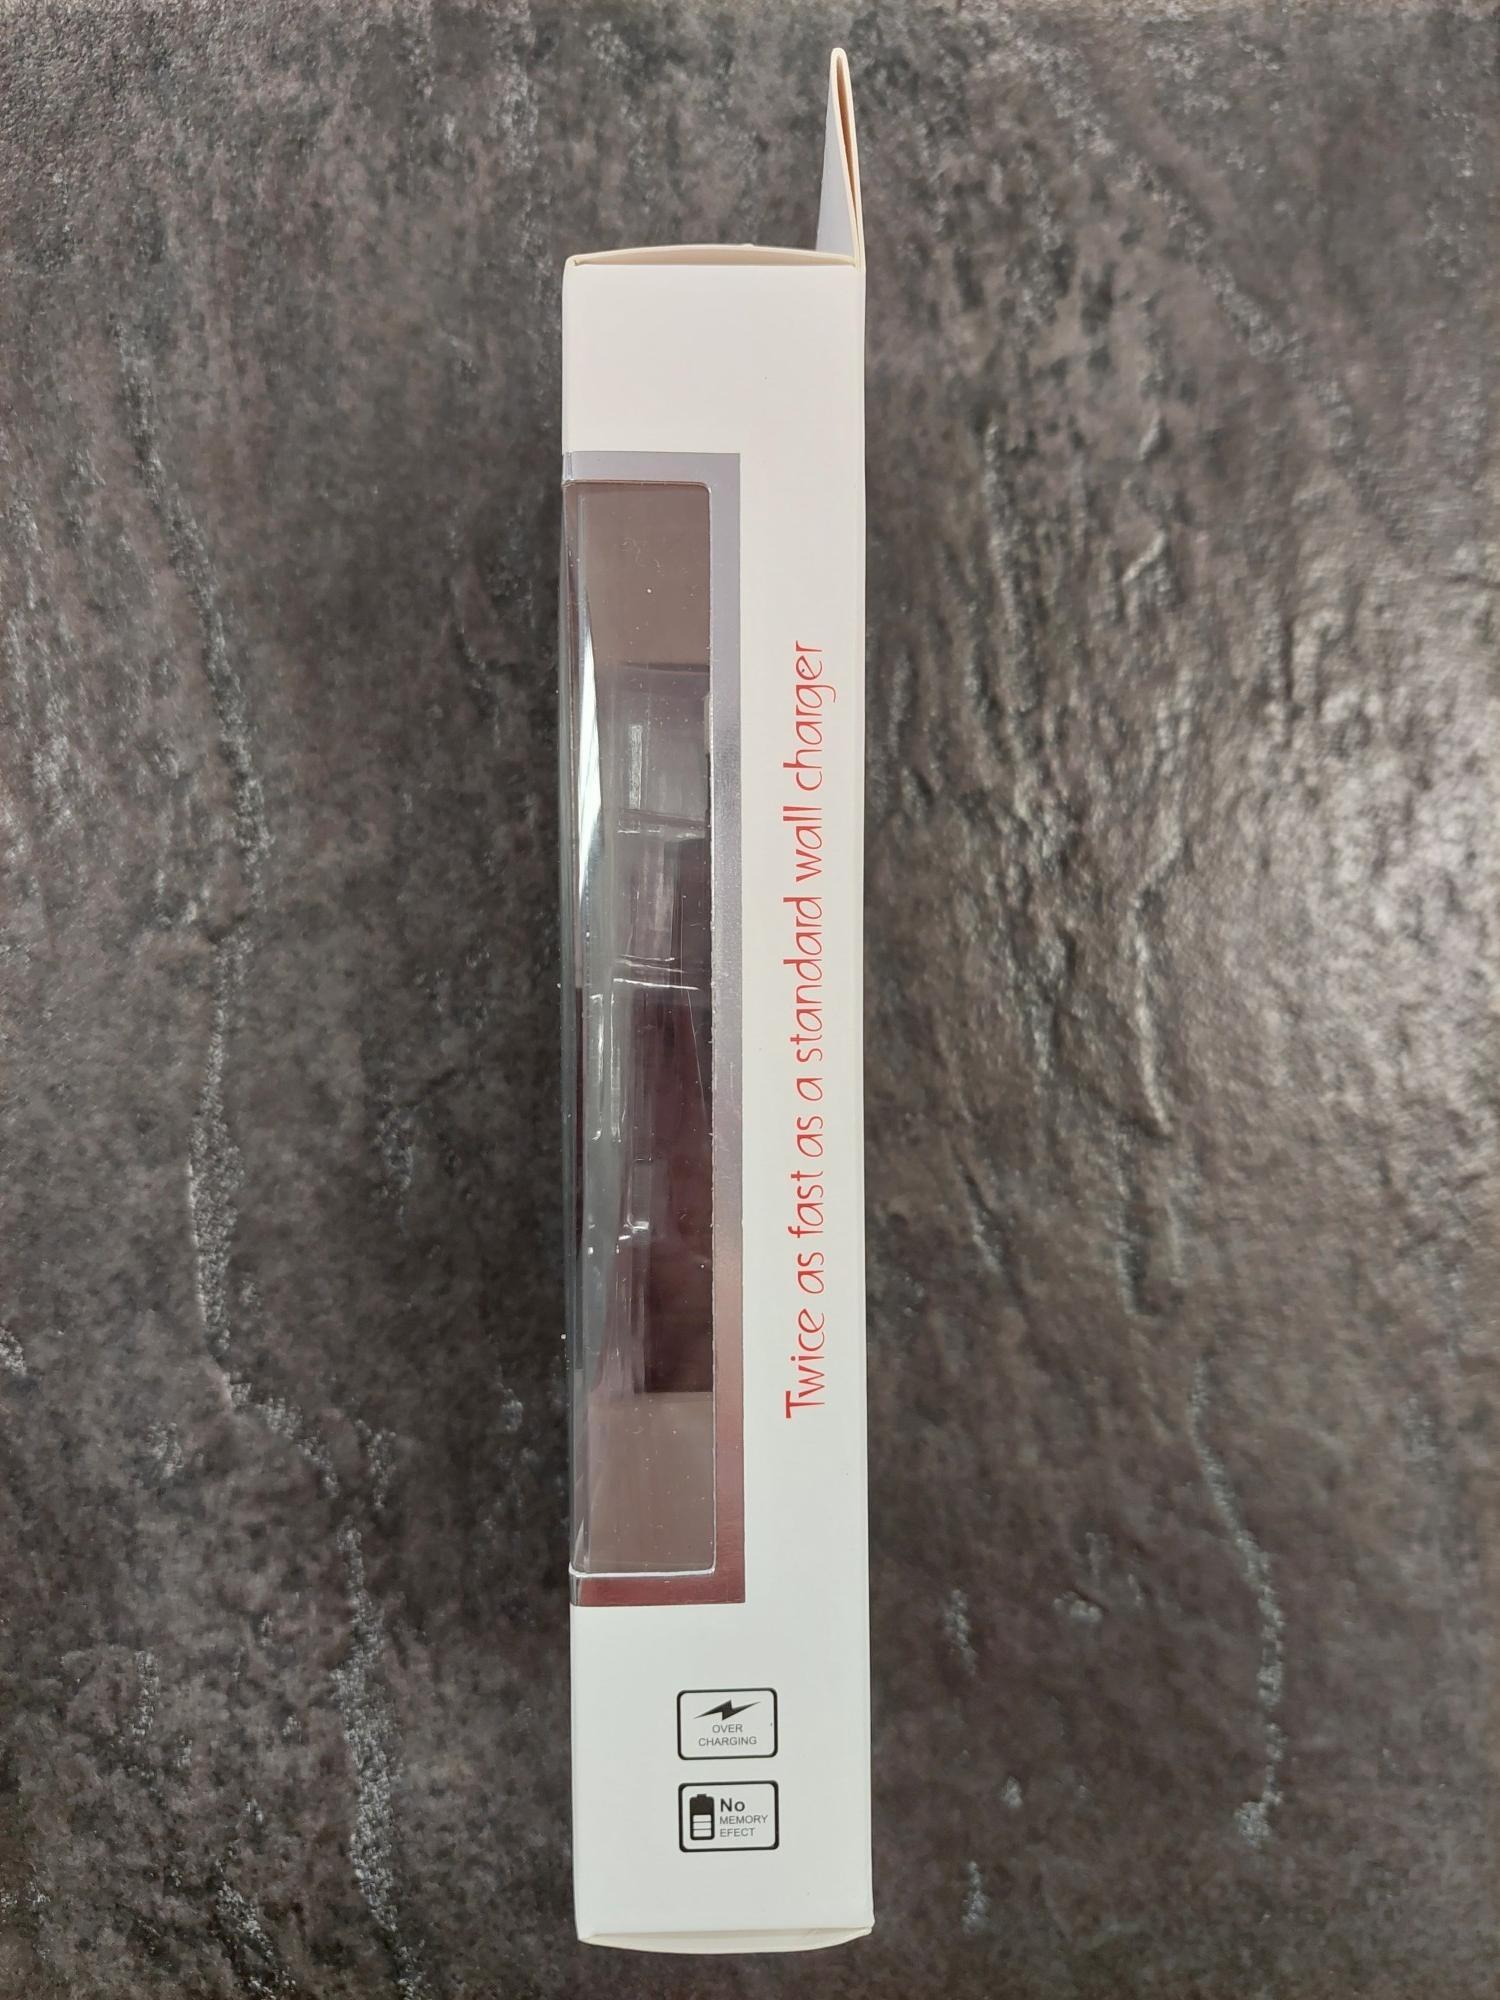 Twice as fast as a standard wall charger
OVER
CHARGING
No
MEMORY
EFECT